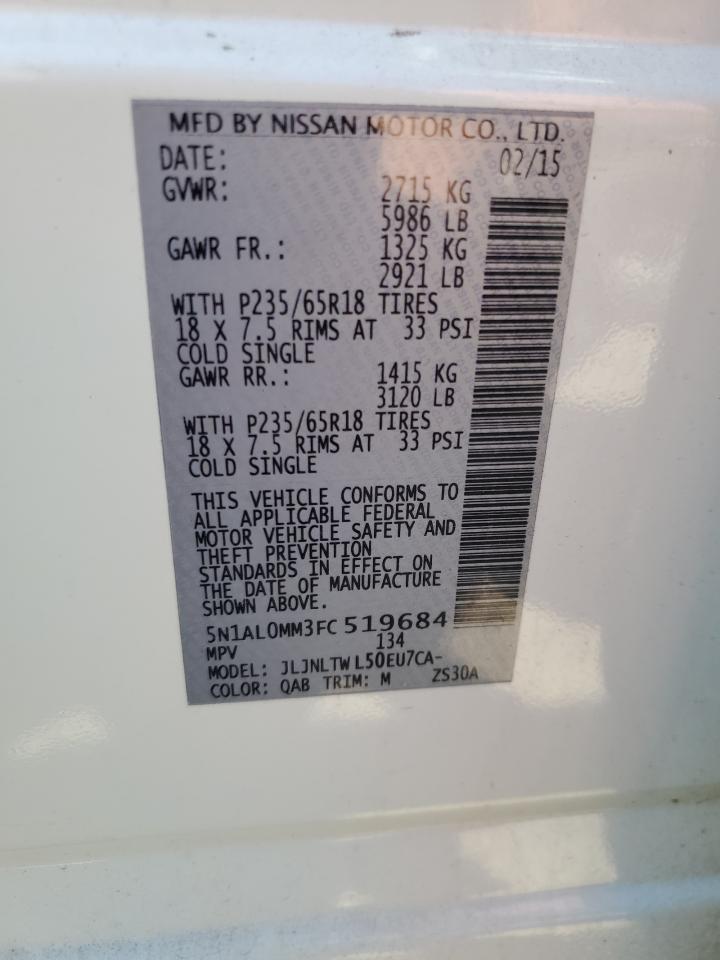 MFD BY NISSAN MOTOR CO., LTD.
DATE: 02/15
GVWR: 2715 KG
5986 LB
GAWR FR.: 1325 KG
2921 LB
WITH P235/65R18 TIRES
18 X 7.5 RIMS AT 33 PSI
COLD SINGLE
GAWR RR.: 1415 KG
3120 LB
WITH P235/65R18 TIRES
18 X 7.5 RIMS AT 33 PSI
COLD SINGLE
THIS VEHICLE CONFORMS TO
ALL APPLICABLE FEDERAL
MOTOR VEHICLE SAFETY AND
THEFT PREVENTION
STANDARDS IN EFFECT ON
THE DATE OF MANUFACTURE
SHOWN ABOVE.
5N1AL0MM3FC519684
MPV 134
MODEL: JLJNLTWL50EU7CA-
COLOR: QAB TRIM: M ZS30A